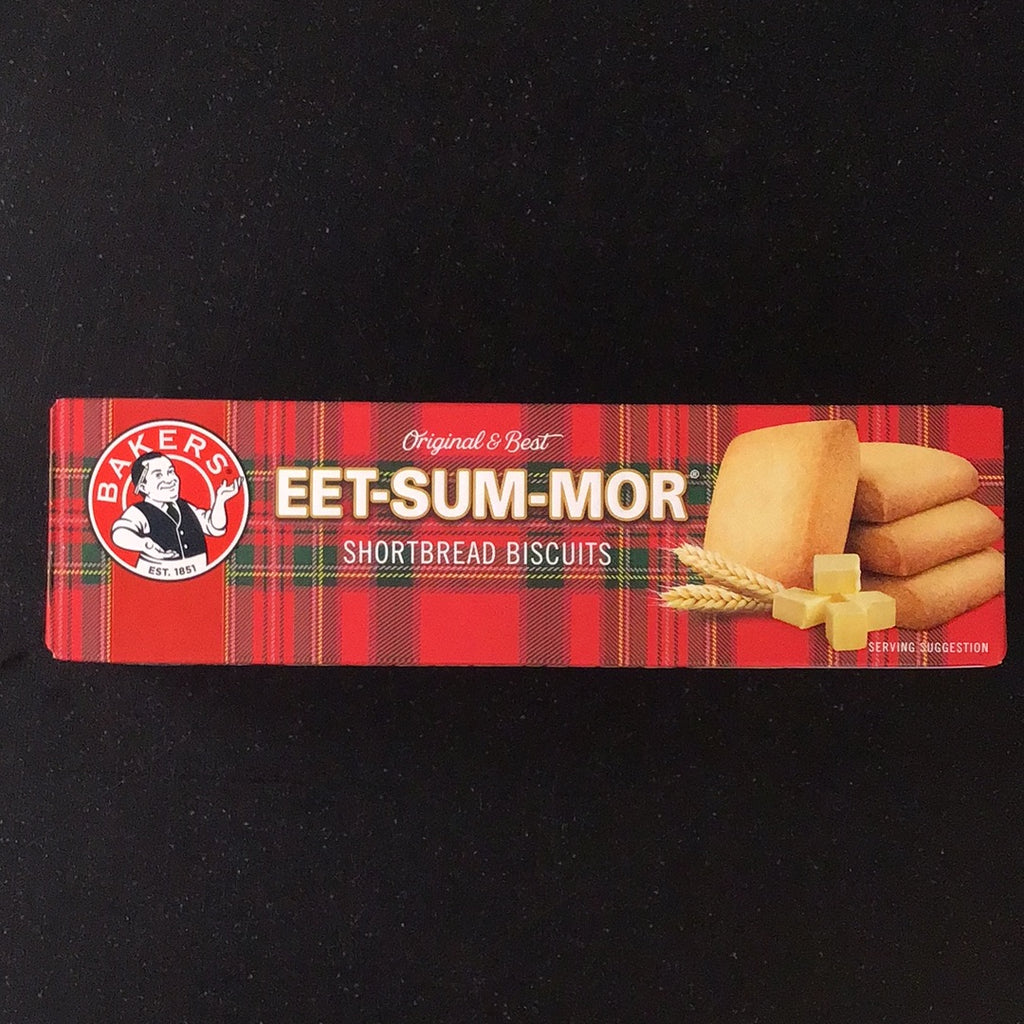 BAKERS®
EST. 1851
Original & Best
EET-SUM-MOR®
SHORTBREAD BISCUITS
SERVING SUGGESTION